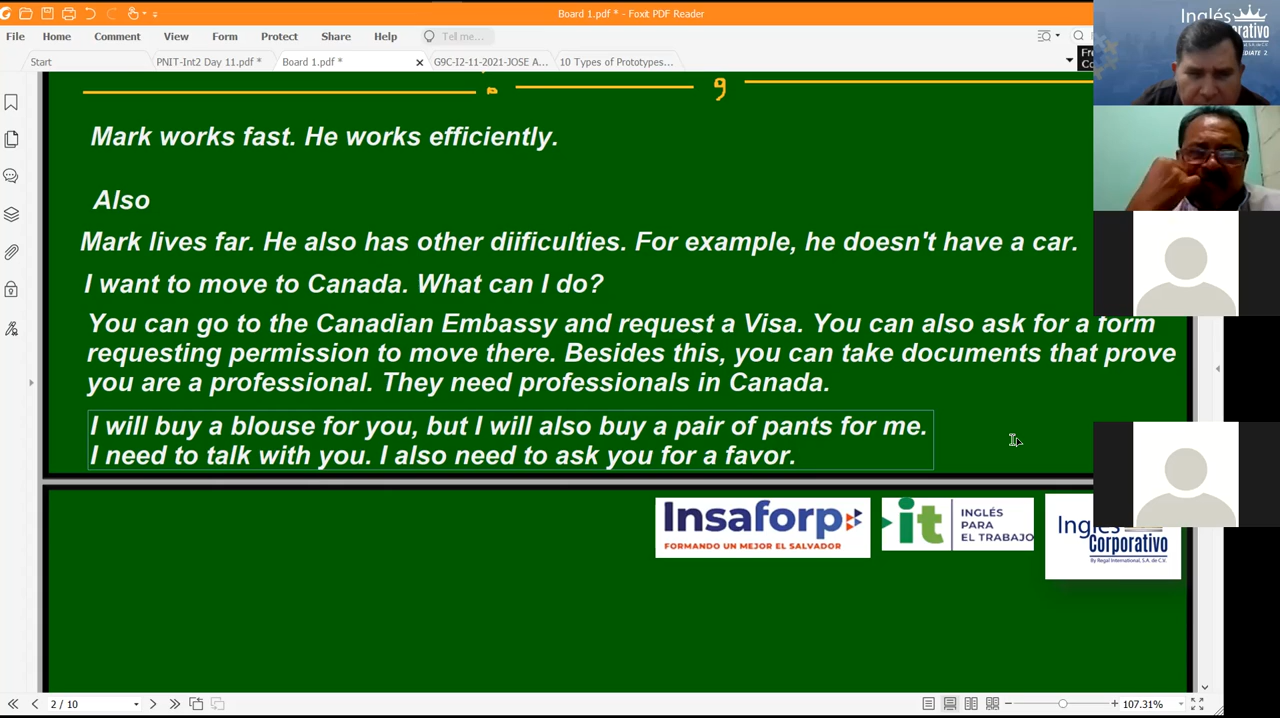 Board 1.pdf * - Foxit PDF Reader
File Home Comment View Form Protect Share Help Tell me...
Start PNIT-Int2 Day 11.pdf * Board 1.pdf * G9C-I2-11-2021-JOSE A... 10 Types of Prototypes...
g
Mark works fast. He works efficiently.
Also
Mark lives far. He also has other diificulties. For example, he doesn't have a car.
I want to move to Canada. What can I do?
You can go to the Canadian Embassy and request a Visa. You can also ask for a form
requesting permission to move there. Besides this, you can take documents that prove
you are a professional. They need professionals in Canada.
I will buy a blouse for you, but I will also buy a pair of pants for me.
I need to talk with you. I also need to ask you for a favor.
Insaforp
FORMANDO UN MEJOR EL SALVADOR
it
INGLÉS
PARA
EL TRABAJO
Inglés
Corporativo
By Regal International, S.A. de C.V.
2 / 10
107.31%